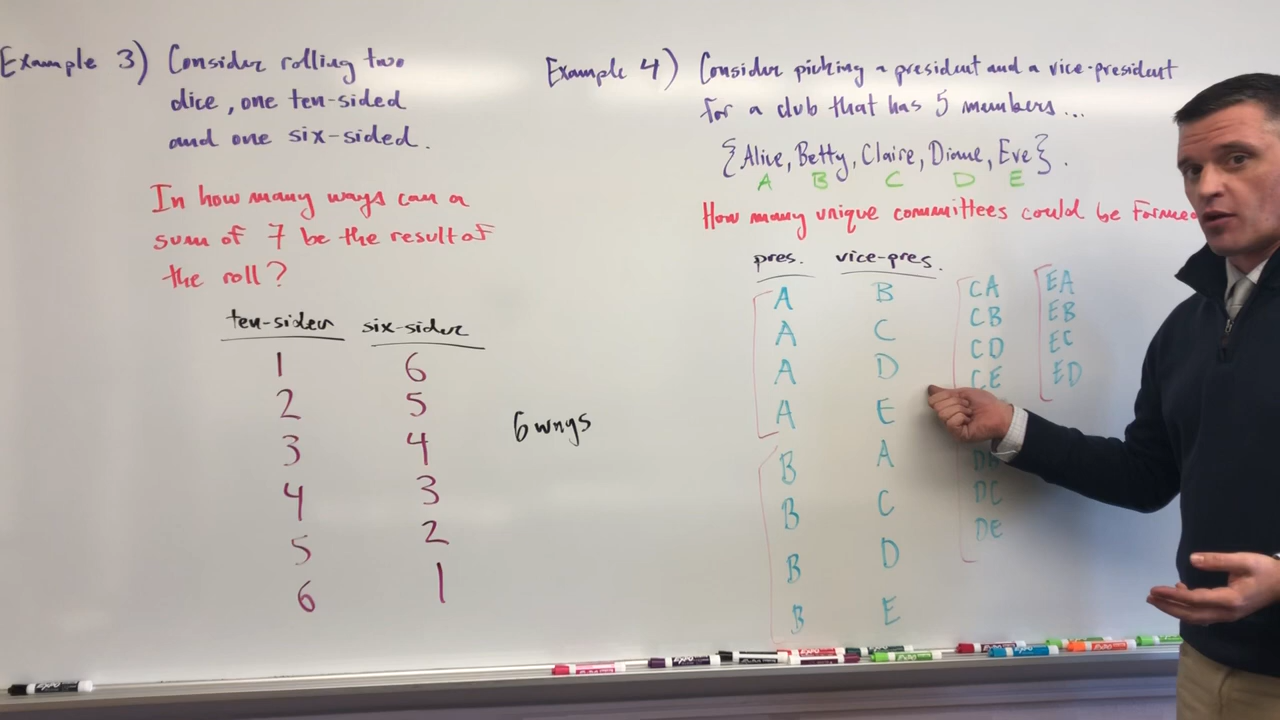 Example 3) Consider rolling two
dice, one ten-sided
and one six-sided.
In how many ways can a
sum of 7 be the result of
the roll?
ten-sider six-sider
1 6
2 5
3 4
4 3
5 2
6 1
6 ways
Example 4) Consider picking a president and a vice-president
for a club that has 5 members...
{Alice, Betty, Claire, Diane, Eve}.
A B C D E
How many unique committees could be formed
pres. vice-pres.
A B
A C
A D
A E
B A
B C
B D
B E
CA
CB
CD
CE
DC
DE
EA
EB
EC
ED